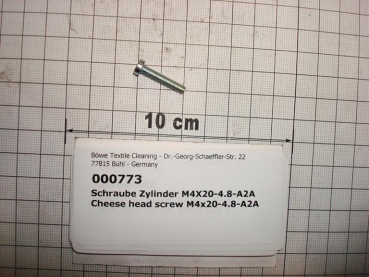 10 cm
Böwe Textile Cleaning - Dr.-Georg-Schaeffler-Str. 22
77815 Buhl - Germany
000773
Schraube Zylinder M4X20-4.8-A2A
Cheese head screw M4x20-4.8-A2A